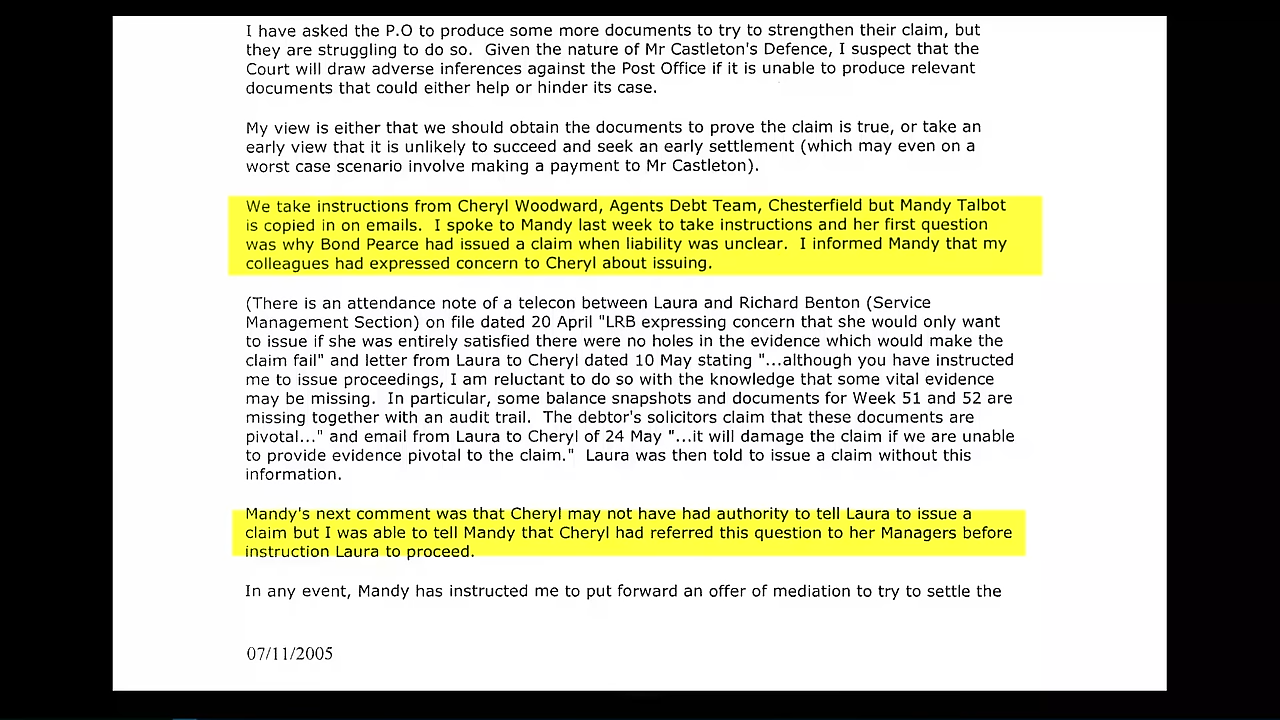 I have asked the P.O to produce some more documents to try to strengthen their claim, but
they are struggling to do so.  Given the nature of Mr Castleton's Defence, I suspect that the
Court will draw adverse inferences against the Post Office if it is unable to produce relevant
documents that could either help or hinder its case.
My view is either that we should obtain the documents to prove the claim is true, or take an
early view that it is unlikely to succeed and seek an early settlement (which may even on a
worst case scenario involve making a payment to Mr Castleton).
We take instructions from Cheryl Woodward, Agents Debt Team, Chesterfield but Mandy Talbot
is copied in on emails.  I spoke to Mandy last week to take instructions and her first question
was why Bond Pearce had issued a claim when liability was unclear.  I informed Mandy that my
colleagues had expressed concern to Cheryl about issuing.
(There is an attendance note of a telecon between Laura and Richard Benton (Service
Management Section) on file dated 20 April "LRB expressing concern that she would only want
to issue if she was entirely satisfied there were no holes in the evidence which would make the
claim fail" and letter from Laura to Cheryl dated 10 May stating "...although you have instructed
me to issue proceedings, I am reluctant to do so with the knowledge that some vital evidence
may be missing.  In particular, some balance snapshots and documents for Week 51 and 52 are
missing together with an audit trail.  The debtor's solicitors claim that these documents are
pivotal..." and email from Laura to Cheryl of 24 May "...it will damage the claim if we are unable
to provide evidence pivotal to the claim."  Laura was then told to issue a claim without this
information.
Mandy's next comment was that Cheryl may not have had authority to tell Laura to issue a
claim but I was able to tell Mandy that Cheryl had referred this question to her Managers before
instruction Laura to proceed.
In any event, Mandy has instructed me to put forward an offer of mediation to try to settle the
07/11/2005